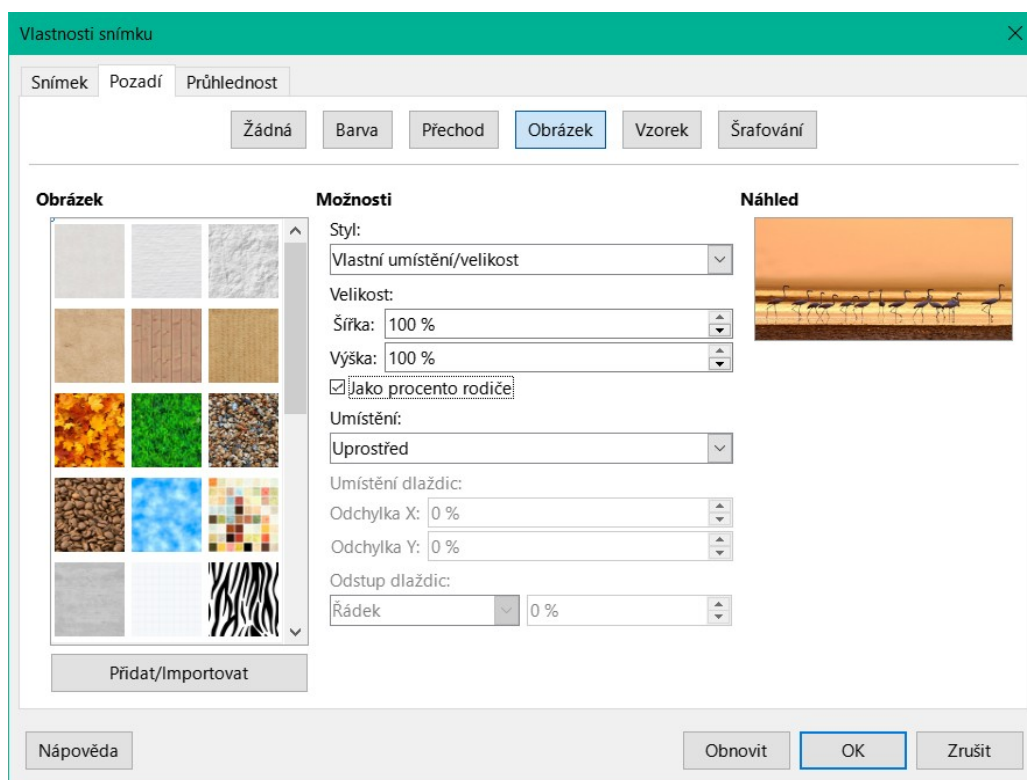 Vlastnosti snímku
Snímek Pozadí Průhlednost
Žádná Barva Přechod Obrázek Vzorek Šrafování
Obrázek
Možnosti
Náhled
Styl:
Vlastní umístění/velikost
Velikost:
Šířka: 100 %
Výška: 100 %
Jako procento rodiče
Umístění:
Uprostřed
Umístění dlaždic:
Odchylka X: 0 %
Odchylka Y: 0 %
Odstup dlaždic:
Řádek 0 %
Přidat/Importovat
Nápověda Obnovit OK Zrušit